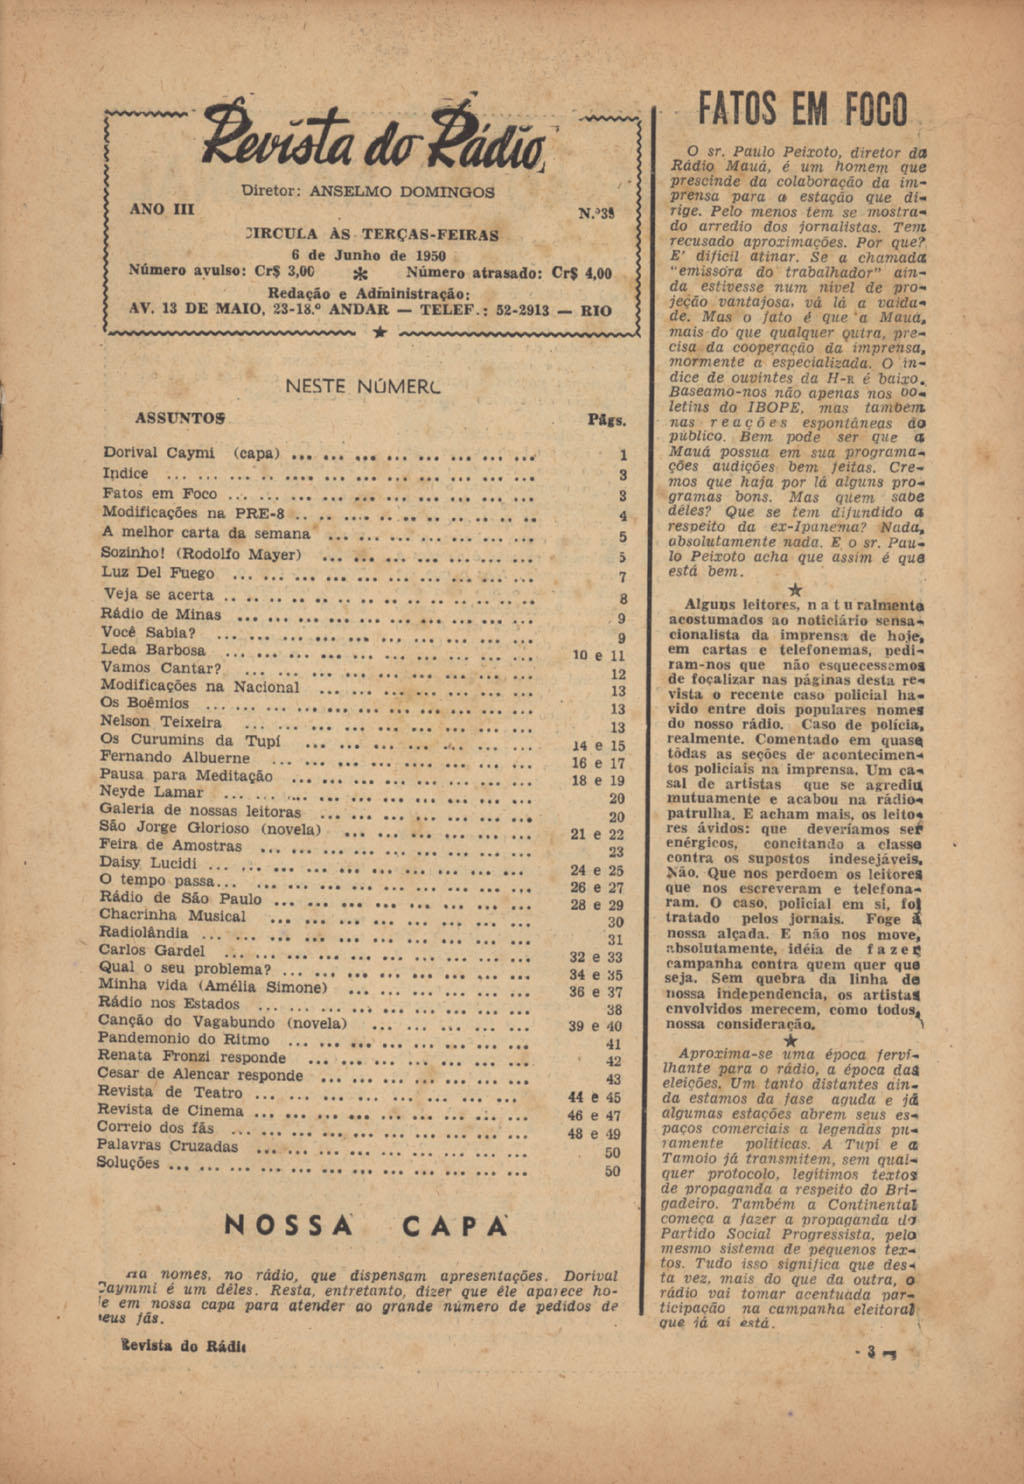 Revista do Rádio
Diretor: ANSELMO DOMINGOS
ANO III
CIRCULA ÀS TERÇAS-FEIRAS
6 de Junho de 1950
Número avulso: Cr$ 3,00 Número atrasado: Cr$ 4,00
Redação e Administração:
AV. 13 DE MAIO, 23-18.º ANDAR — TELEF.: 52-2913 — RIO
NESTE NÚMERO
ASSUNTOS Págs.
Dorival Caymi (capa) ... ... ... ... ... ... ... ... 1
Indice ... ... ... ... ... ... ... ... ... ... ... 3
Fatos em Foco ... ... ... ... ... ... ... ... ... 3
Modificações na PRE-8 .. .. ... ... ... .. .. .. .. 4
A melhor carta da semana ... ... ... ... ... ... 5
Sozinho! (Rodolfo Mayer) ... ... ... ... ... ... 5
Luz Del Fuego ... ... ... ... ... ... ... ... ... 7
Veja se acerta .. .. .. .. .. .. .. .. .. .. .. .. 8
Rádio de Minas ... ... ... ... ... ... ... ... ... 9
Você Sabia? ... ... ... ... ... ... ... ... ... 9
Leda Barbosa ... ... ... ... ... ... ... ... ... 10 e 11
Vamos Cantar? ... ... ... ... ... ... ... ... 12
Modificações na Nacional ... ... ... ... ... ... 13
Os Boêmios ... ... ... ... ... ... ... ... ... 13
Nelson Teixeira ... ... ... ... ... ... ... ... 13
Os Curumins da Tupí ... ... ... ... ... ... 14 e 15
Fernando Albuerne ... ... ... ... ... ... ... 16 e 17
Pausa para Meditação ... ... ... ... ... ... ... 18 e 19
Neyde Lamar ... ... ... ... ... ... ... ... ... 20
Galeria de nossas leitoras ... ... ... ... ... ... 20
São Jorge Glorioso (novela) ... ... ... ... ... 21 e 22
Feira de Amostras ... ... ... ... ... ... ... ... 23
Daisy Lucidi ... ... ... ... ... ... ... ... ... 24 e 25
O tempo passa... ... ... ... ... ... ... ... ... 26 e 27
Rádio de São Paulo ... ... ... ... ... ... ... 28 e 29
Chacrinha Musical ... ... ... ... ... ... ... 30
Radiolândia ... ... ... ... ... ... ... ... ... 31
Carlos Gardel ... ... ... ... ... ... ... ... ... 32 e 33
Qual o seu problema? ... ... ... ... ... ... ... 34 e 35
Minha vida (Amélia Simone) ... ... ... ... ... 36 e 37
Rádio nos Estados ... ... ... ... ... ... ... 38
Canção do Vagabundo (novela) ... ... ... ... 39 e 40
Pandemonio do Ritmo ... ... ... ... ... ... ... 41
Renata Fronzi responde ... ... ... ... ... ... 42
Cesar de Alencar responde ... ... ... ... ... ... 43
Revista de Teatro ... ... ... ... ... ... ... ... 44 e 45
Revista de Cinema ... ... ... ... ... ... ... ... 46 e 47
Correio dos fãs ... ... ... ... ... ... ... ... ... 48 e 49
Palavras Cruzadas ... ... ... ... ... ... ... ... 50
Soluções ... ... ... ... ... ... ... ... ... ... 50
NOSSA CAPA
nomes, no rádio, que dispensam apresentações. Dorival
Caymmi é um dêles. Resta, entretanto, dizer que êle aparece ho-
je em nossa capa para atender ao grande número de pedidos de
seus fás.
Revista do Rádio
FATOS EM FOCO
O sr. Paulo Peixoto, diretor da
Rádio Mauá, é um homem que
prescinde da colaboração da im-
prensa para a estação que di-
rige. Pelo menos tem se mostra-
do arredio dos jornalistas. Tem
recusado aproximações. Por que?
E' dificil atinar. Se a chamada
"emissora do trabalhador" ain-
da estivesse num nivel de pro-
jeção vantajosa, vá lá a vaida-
de. Mas o fato é que a Mauá,
mais do que qualquer outra, pre-
cisa da cooperação da imprensa,
mormente a especializada. O in-
dice de ouvintes da H-8 é baixo.
Baseamo-nos não apenas nos bo-
letins do IBOPE, mas tambem
nas reações espontâneas do
público. Bem pode ser que a
Mauá possua em sua programa-
ções audições bem feitas. Cre-
mos que haja por lá alguns pro-
gramas bons. Mas quem sabe
dêles? Que se tem difundido a
respeito da ex-Ipanema? Nada,
absolutamente nada. E o sr. Pau-
lo Peixoto acha que assim é que
está bem.
Alguns leitores, naturalmente
acostumados ao noticiário sensa-
cionalista da imprensa de hoje,
em cartas e telefonemas, pedi-
ram-nos que não esquecessemos
de focalizar nas páginas desta re-
vista o recente caso policial ha-
vido entre dois populares nomes
do nosso rádio. Caso de polícia,
realmente. Comentado em quase
tôdas as seções de acontecimen-
tos policiais na imprensa. Um ca-
sal de artistas que se agrediu
mutuamente e acabou na rádio-
patrulha. E acham mais, os leito-
res ávidos: que deveríamos ser
enérgicos, concitando a classe
contra os supostos indesejáveis.
Não. Que nos perdoem os leitores
que nos escreveram e telefona-
ram. O caso, policial em si, foi
tratado pelos jornais. Foge à
nossa alçada. E não nos move,
absolutamente, idéia de fazer
campanha contra quem quer que
seja. Sem quebra da linha de
nossa independencia, os artistas
envolvidos merecem, como todos,
nossa consideração.
Aproxima-se uma época fervi-
lhante para o rádio, a época das
eleições. Um tanto distantes ain-
da estamos da fase aguda e já
algumas estações abrem seus es-
paços comerciais a legendas pu-
ramente politicas. A Tupi e a
Tamoio já transmitem, sem qual-
quer protocolo, legitimos textos
de propaganda a respeito do Bri-
gadeiro. Também a Continental
começa a fazer a propaganda do
Partido Social Progressista, pelo
mesmo sistema de pequenos tex-
tos. Tudo isso significa que des-
ta vez, mais do que da outra, o
rádio vai tomar acentuada par-
ticipação na campanha eleitoral
que já aí está.
- 3 -